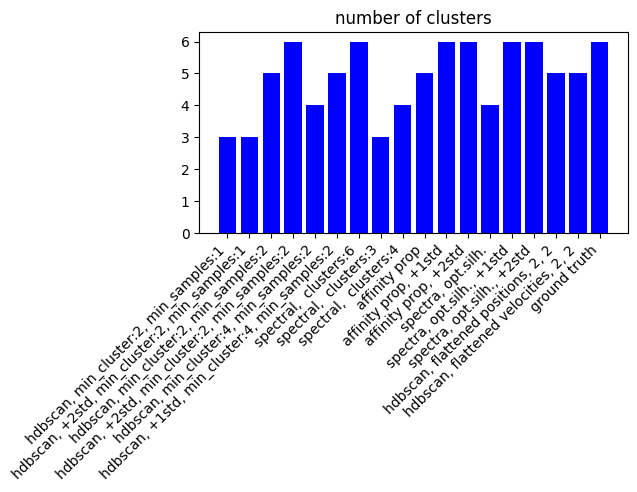 number of clusters
6
5
4
3
2
1
0
hdbscan, min_cluster:2, min_samples:1
hdbscan, +2std, min_cluster:2, min_samples:1
hdbscan, min_cluster:2, min_samples:2
hdbscan, +2std, min_cluster:2, min_samples:2
hdbscan, min_cluster:4, min_samples:2
hdbscan, +1std, min_cluster:4, min_samples:2
spectral,  clusters:6
spectral,  clusters:3
spectral,  clusters:4
affinity prop
affinity prop, +1std
affinity prop, +2std
spectra, opt.silh.
spectra, opt.silh., +1std
spectra, opt.silh., +2std
hdbscan, flattened positions, 2, 2
hdbscan, flattened velocities, 2, 2
ground truth